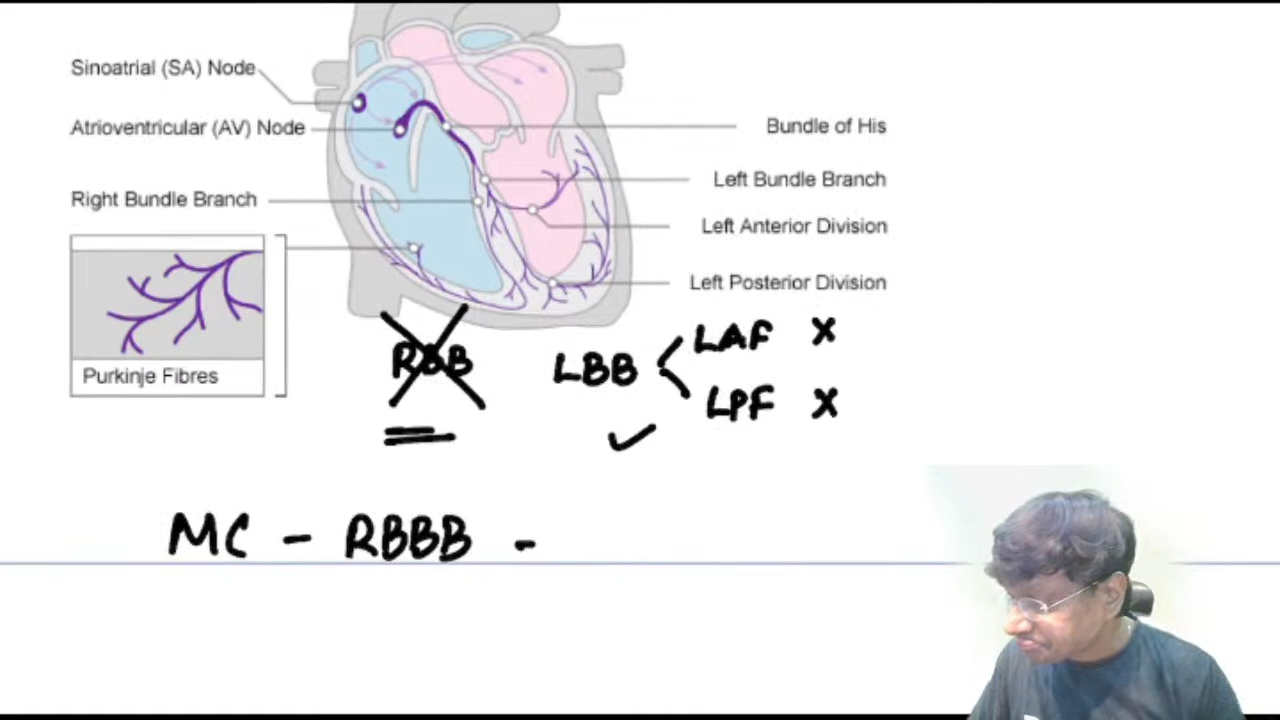 Sinoatrial (SA) Node
Atrioventricular (AV) Node
Bundle of His
Left Bundle Branch
Right Bundle Branch
Left Anterior Division
Left Posterior Division
Purkinje Fibres
RBB
LBB
LAF X
LPF X
MC - RBBB -